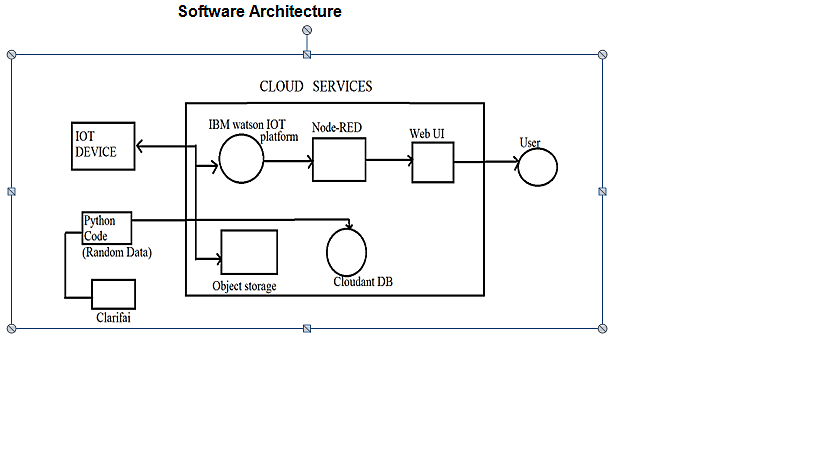 Software Architecture
CLOUD SERVICES
IBM watson IOT
platform
Node-RED
Web UI
User
IOT
DEVICE
Python
Code
(Random Data)
Object storage
Cloudant DB
Clarifai